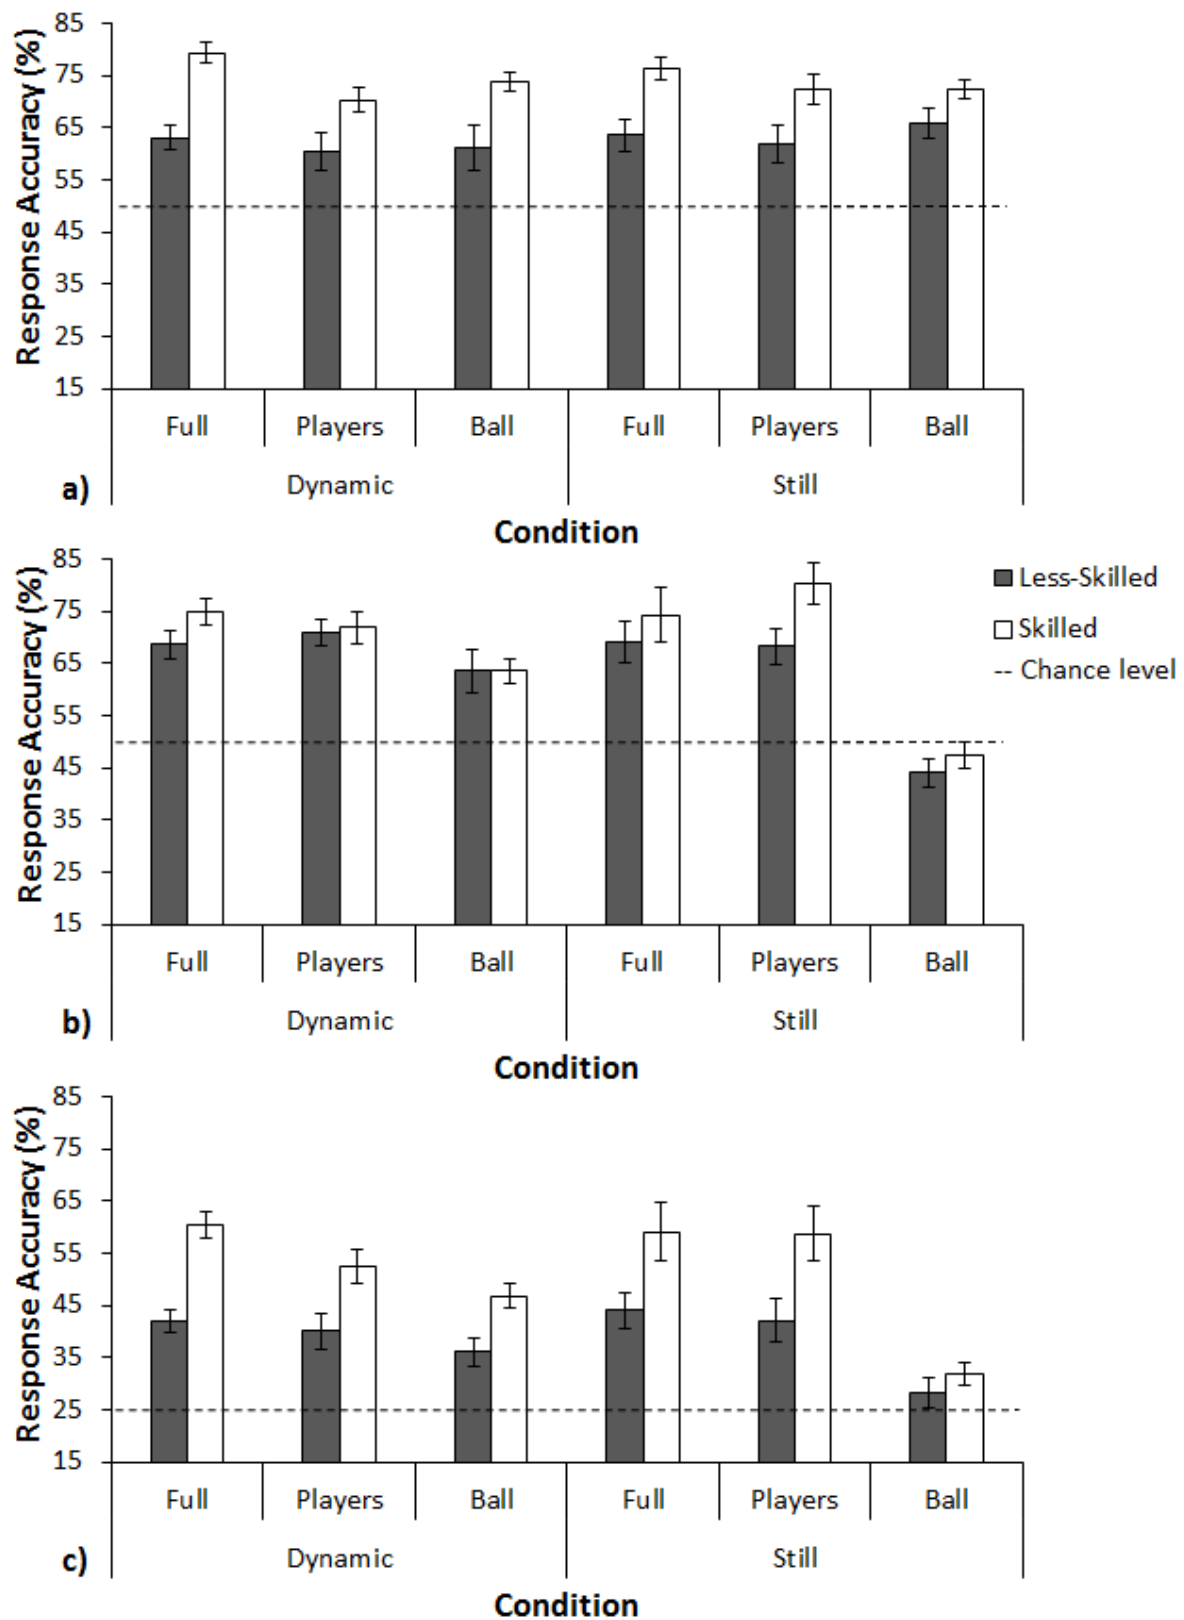 Response Accuracy (%)
85
75
65
55
45
35
25
15
Full Players Ball Full Players Ball
Dynamic Still
a)
Condition
Response Accuracy (%)
85
75
65
55
45
35
25
15
Less-Skilled
Skilled
-- Chance level
Full Players Ball Full Players Ball
Dynamic Still
b)
Condition
Response Accuracy (%)
85
75
65
55
45
35
25
15
Full Players Ball Full Players Ball
Dynamic Still
c)
Condition